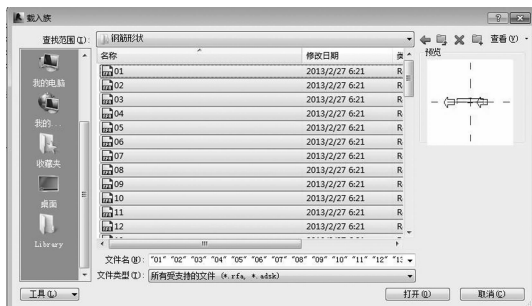 载入族
查找范围(I): 钢筋形状 查看(V)
名称 修改日期 类 预览
01 2013/2/27 6:21 R
02 2013/2/27 6:21 R
03 2013/2/27 6:21 R
04 2013/2/27 6:21 R
05 2013/2/27 6:21 R
06 2013/2/27 6:21 R
07 2013/2/27 6:21 R
08 2013/2/27 6:21 R
09 2013/2/27 6:21 R
10 2013/2/27 6:21 R
11 2013/2/27 6:21 R
12 2013/2/27 6:21 R
我的电脑
我的...
收藏夹
桌面
Library
文件名(N): "01" "02" "03" "04" "05" "06" "07" "08" "09" "10" "11" "12" "1
文件类型(T): 所有受支持的文件 (*.rfa, *.adsk)
工具(L) 打开(O) 取消(C)